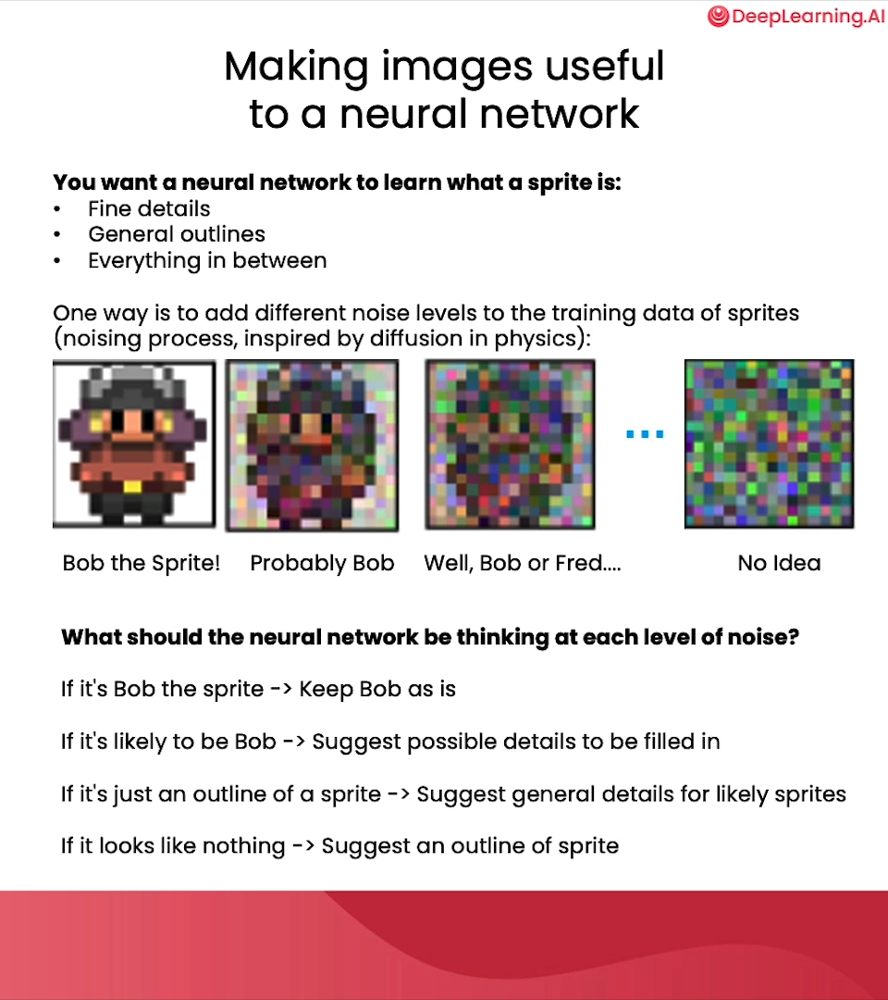 DeepLearning.AI
Making images useful
to a neural network
You want a neural network to learn what a sprite is:
• Fine details
• General outlines
• Everything in between
One way is to add different noise levels to the training data of sprites
(noising process, inspired by diffusion in physics):
...
Bob the Sprite! Probably Bob Well, Bob or Fred.... No Idea
What should the neural network be thinking at each level of noise?
If it's Bob the sprite -> Keep Bob as is
If it's likely to be Bob -> Suggest possible details to be filled in
If it's just an outline of a sprite -> Suggest general details for likely sprites
If it looks like nothing -> Suggest an outline of sprite